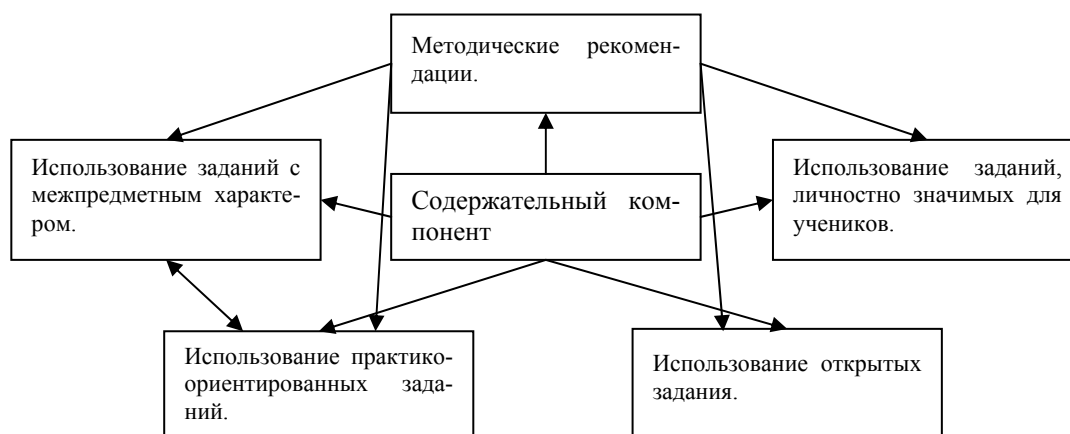 Методические рекомен-
дации.
Использование заданий с
межпредметным характе-
ром.
Содержательный ком-
понент
Использование заданий,
личностно значимых для
учеников.
Использование практико-
ориентированных зада-
ний.
Использование открытых
задания.